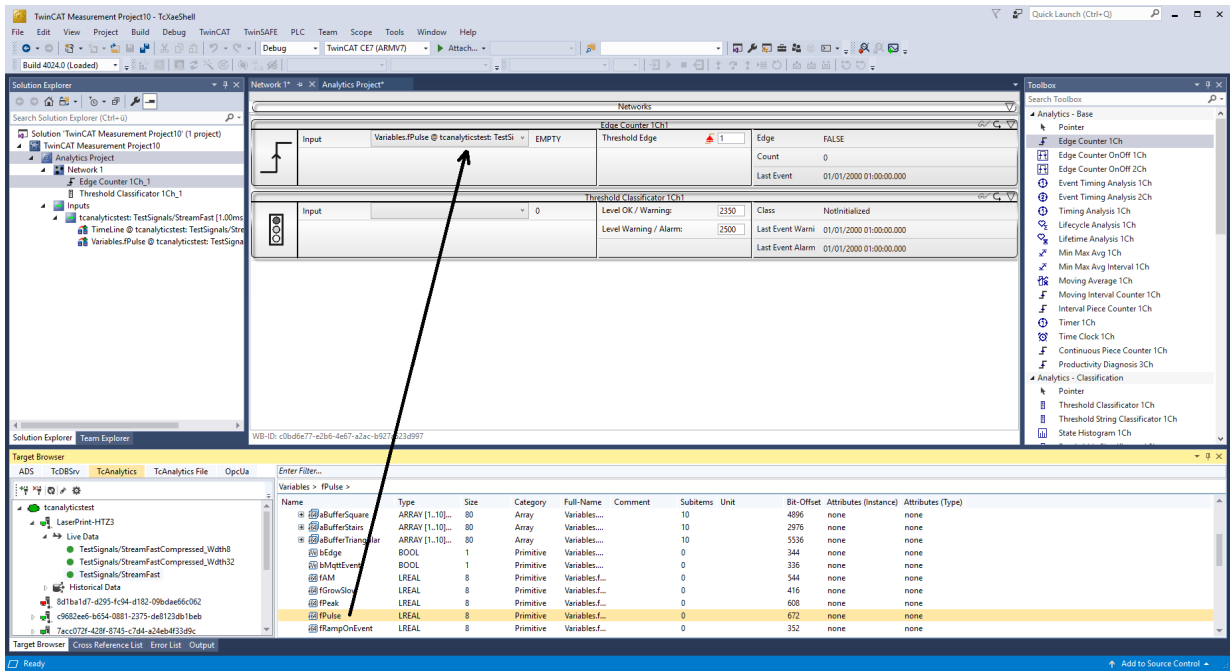 TwinCAT Measurement Project10 - TcXaeShell
Quick Launch (Ctrl+Q)
File Edit View Project Build Debug TwinCAT TwinSAFE PLC Team Scope Tools Window Help
Debug TwinCAT CE7 (ARMV7) Attach...
Build 4024.0 (Loaded)
Solution Explorer
Search Solution Explorer (Ctrl+ü)
Solution 'TwinCAT Measurement Project10' (1 project)
TwinCAT Measurement Project10
Analytics Project
Network 1
Edge Counter 1Ch_1
Threshold Classificator 1Ch_1
Inputs
tcanalyticstest: TestSignals/StreamFast [1.00ms
TimeLine @ tcanalyticstest: TestSignals/Stre
Variables.fPulse @ tcanalyticstest: TestSigna
Solution Explorer Team Explorer
Network 1* Analytics Project*
Networks
Edge Counter 1Ch1
Input Variables.fPulse @ tcanalyticstest: TestSi EMPTY Threshold Edge 1 Edge FALSE
Count 0
Last Event 01/01/2000 01:00:00.000
Threshold Classificator 1Ch1
Input 0 Level OK / Warning: 2350 Class NotInitialized
Level Warning / Alarm: 2500 Last Event Warni 01/01/2000 01:00:00.000
Last Event Alarm 01/01/2000 01:00:00.000
Toolbox
Search Toolbox
Analytics - Base
Pointer
Edge Counter 1Ch
Edge Counter OnOff 1Ch
Edge Counter OnOff 2Ch
Event Timing Analysis 1Ch
Event Timing Analysis 2Ch
Timing Analysis 1Ch
Lifecycle Analysis 1Ch
Lifetime Analysis 1Ch
Min Max Avg 1Ch
Min Max Avg Interval 1Ch
Moving Average 1Ch
Moving Interval Counter 1Ch
Interval Piece Counter 1Ch
Timer 1Ch
Time Clock 1Ch
Continuous Piece Counter 1Ch
Productivity Diagnosis 3Ch
Analytics - Classification
Pointer
Threshold Classificator 1Ch
Threshold String Classificator 1Ch
State Histogram 1Ch
Target Browser
ADS TcDBSrv TcAnalytics TcAnalytics File OpcUa
tcanalyticstest
LaserPrint-HTZ3
Live Data
TestSignals/StreamFastCompressed_Wdth8
TestSignals/StreamFastCompressed_Wdth32
TestSignals/StreamFast
Historical Data
8d1ba1d7-d295-fc94-d182-09bdae66c062
c9682ee6-b654-0881-2375-de8123db1beb
7acc072f-428f-8745-c7d4-a24eb4f33d9c
Enter Filter...
Variables > fPulse >
Name Type Size Category Full-Name Comment Subitems Unit Bit-Offset Attributes (Instance) Attributes (Type)
aBufferSquare ARRAY [1..10]... 80 Array Variables.... 10 4896 none none
aBufferStairs ARRAY [1..10]... 80 Array Variables.... 10 2976 none none
aBufferTriangular ARRAY [1..10]... 80 Array Variables.... 10 5536 none none
bEdge BOOL 1 Primitive Variables.... 0 344 none none
bMqttEvent BOOL 1 Primitive Variables.... 0 336 none none
fAM LREAL 8 Primitive Variables.f... 0 544 none none
fGrowSlow LREAL 8 Primitive Variables.f... 0 416 none none
fPeak LREAL 8 Primitive Variables.f... 0 608 none none
fPulse LREAL 8 Primitive Variables.f... 0 672 none none
fRampOnEvent LREAL 8 Primitive Variables.f... 0 352 none none
Target Browser Cross Reference List Error List Output
Ready
Add to Source Control